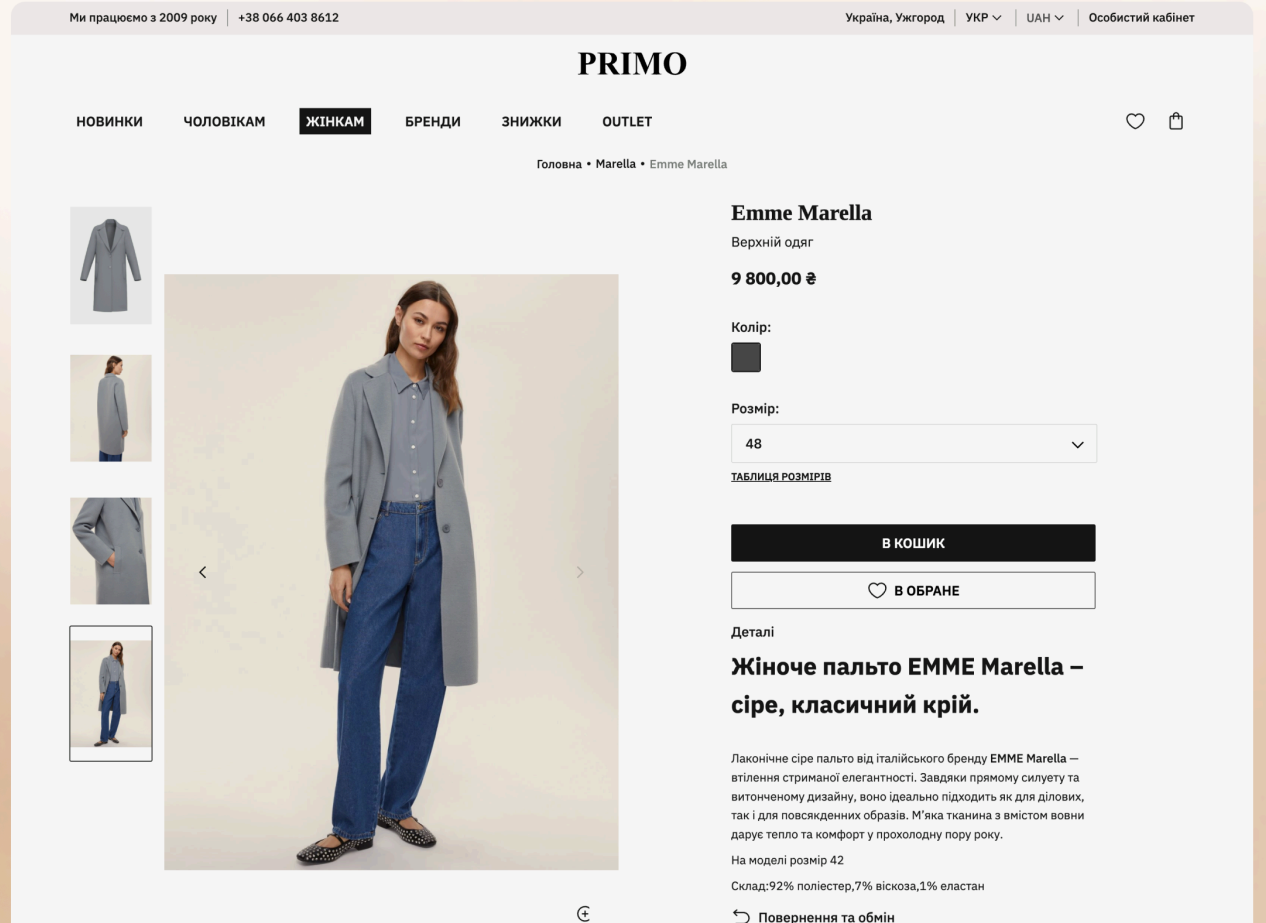 Ми працюємо з 2009 року
+38 066 403 8612
Україна, Ужгород
УКР
UAH
Особистий кабінет
PRIMO
НОВИНКИ
ЧОЛОВІКАМ
ЖІНКАМ
БРЕНДИ
ЗНИЖКИ
OUTLET
Головна • Marella • Emme Marella
Emme Marella
Верхній одяг
9 800,00 ₴
Колір:
Розмір:
48
ТАБЛИЦЯ РОЗМІРІВ
В КОШИК
В ОБРАНЕ
Деталі
Жіноче пальто EMME Marella –
сіре, класичний крій.
Лаконічне сіре пальто від італійського бренду EMME Marella —
втілення стриманої елегантності. Завдяки прямому силуету та
витонченому дизайну, воно ідеально підходить як для ділових,
так і для повсякденних образів. М’яка тканина з вмістом вовни
дарує тепло та комфорт у прохолодну пору року.
На моделі розмір 42
Склад:92% поліестер,7% віскоза,1% еластан
Повернення та обмін